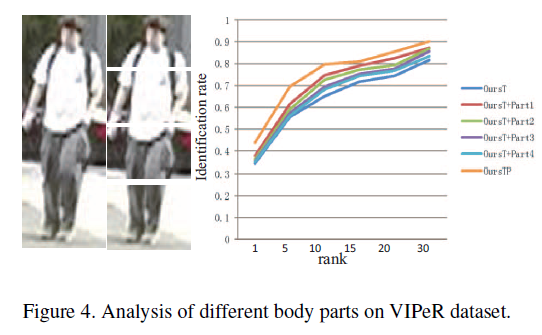 1
0.9
0.8
0.7
0.6
0.5
0.4
0.3
0.2
0.1
0
Identification rate
1 5 10 15 20 30
rank
OursT
OursT+Part1
OursT+Part2
OursT+Part3
OursT+Part4
OursTP
Figure 4. Analysis of different body parts on VIPeR dataset.